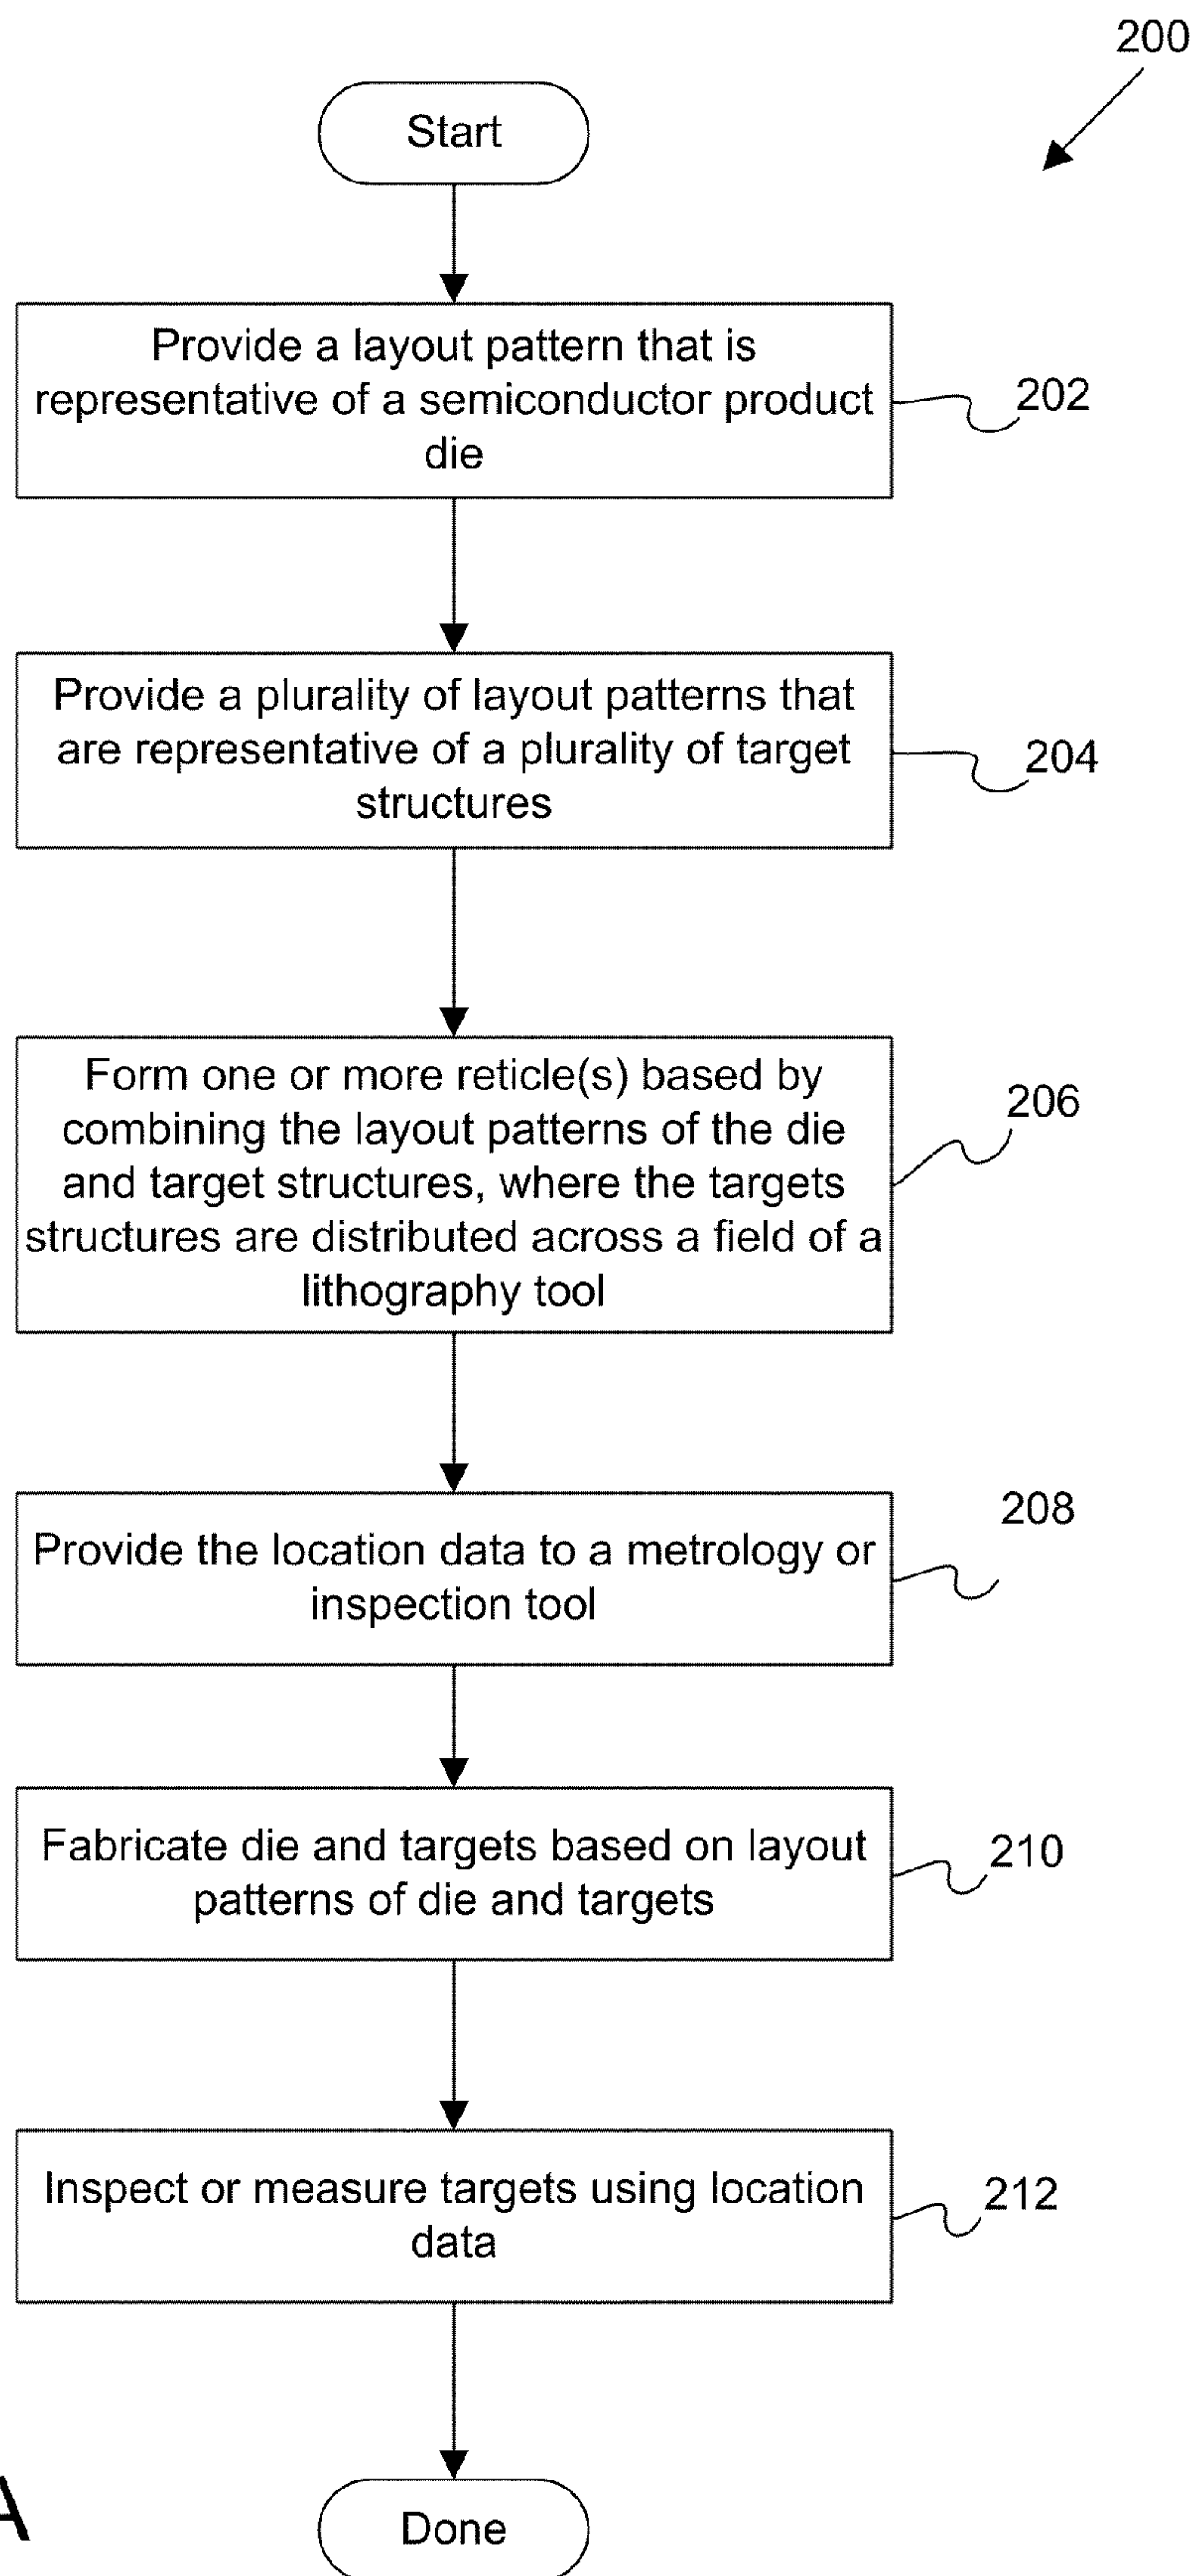 200
Start
Provide a layout pattern that is
representative of a semiconductor product
die
202
Provide a plurality of layout patterns that
are representative of a plurality of target
structures
204
Form one or more reticle(s) based by
combining the layout patterns of the die
and target structures, where the targets
structures are distributed across a field of a
lithography tool
206
Provide the location data to a metrology or
inspection tool
208
Fabricate die and targets based on layout
patterns of die and targets
210
Inspect or measure targets using location
data
212
Done